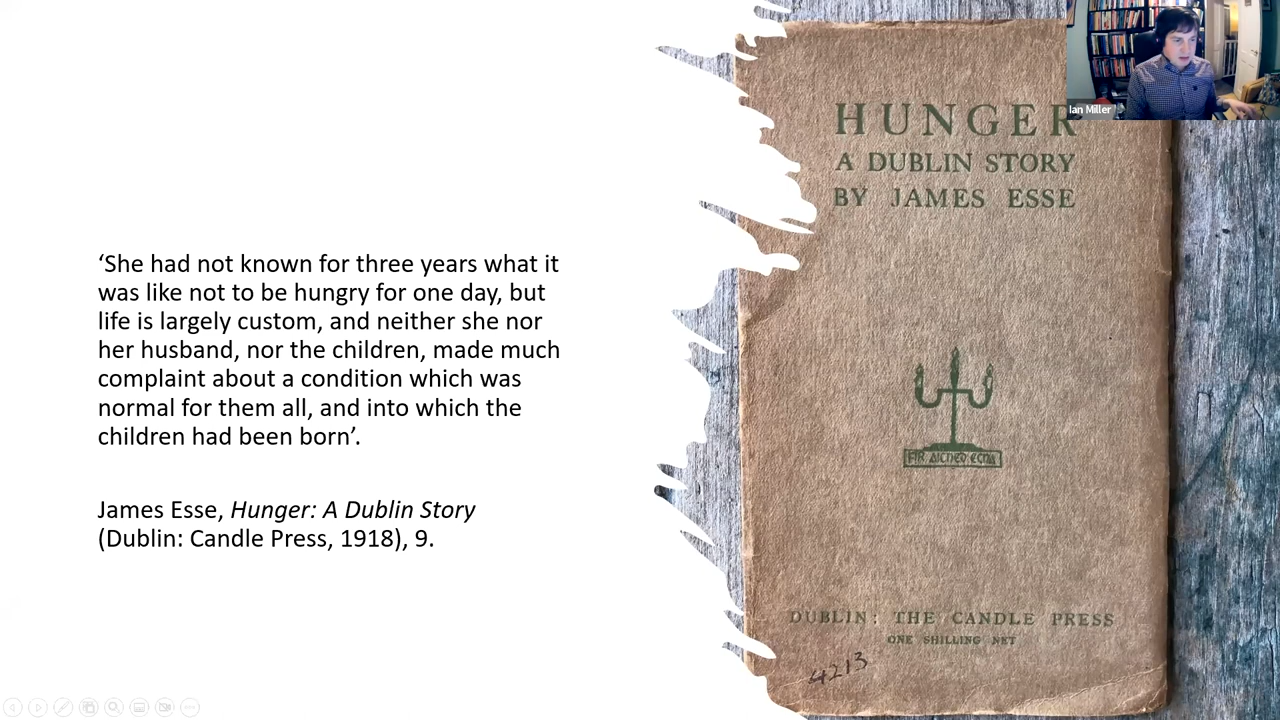 ‘She had not known for three years what it
was like not to be hungry for one day, but
life is largely custom, and neither she nor
her husband, nor the children, made much
complaint about a condition which was
normal for them all, and into which the
children had been born’.
James Esse, Hunger: A Dublin Story
(Dublin: Candle Press, 1918), 9.
HUNGER
A DUBLIN STORY
BY JAMES ESSE
DUBLIN: THE CANDLE PRESS
ONE SHILLING NET
4213
Ian Miller